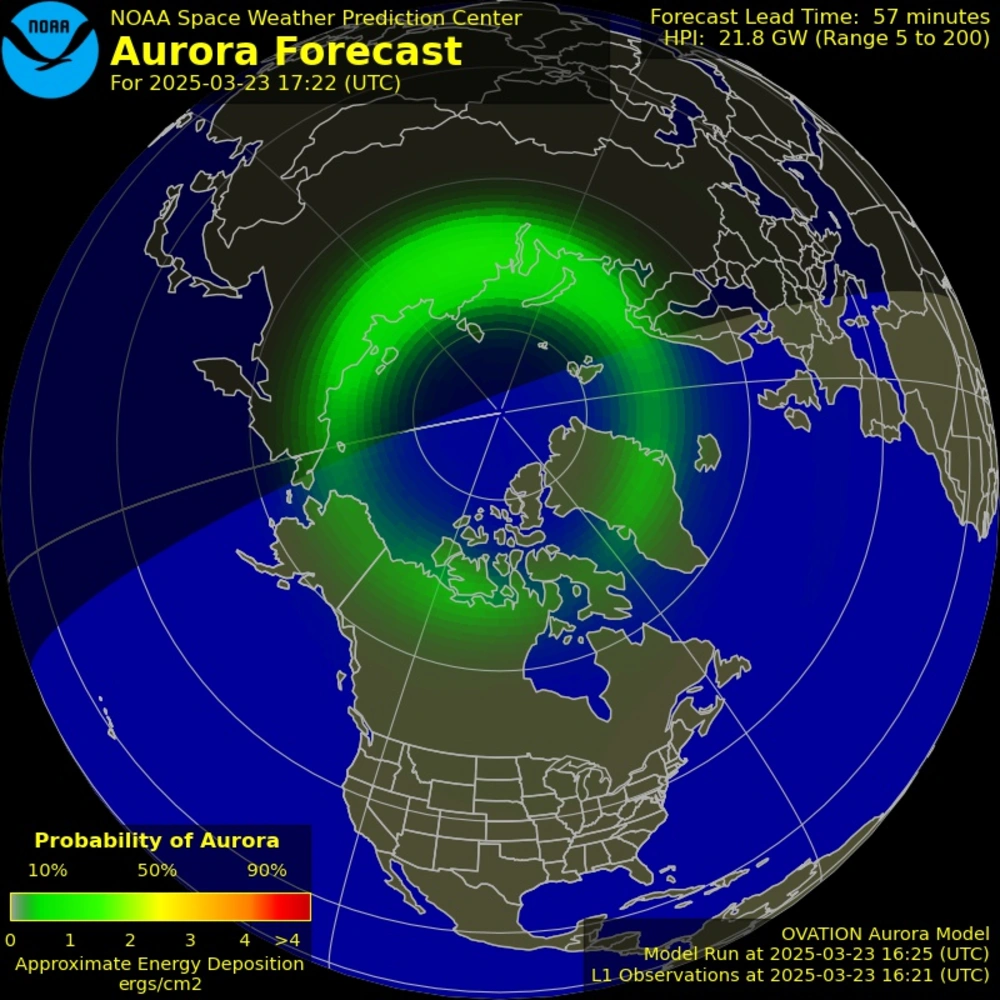 NOAA
NOAA Space Weather Prediction Center
Aurora Forecast
For 2025-03-23 17:22 (UTC)
Forecast Lead Time: 57 minutes
HPI: 21.8 GW (Range 5 to 200)
Probability of Aurora
10% 50% 90%
0 1 2 3 4 >4
Approximate Energy Deposition
ergs/cm2
OVATION Aurora Model
Model Run at 2025-03-23 16:25 (UTC)
L1 Observations at 2025-03-23 16:21 (UTC)